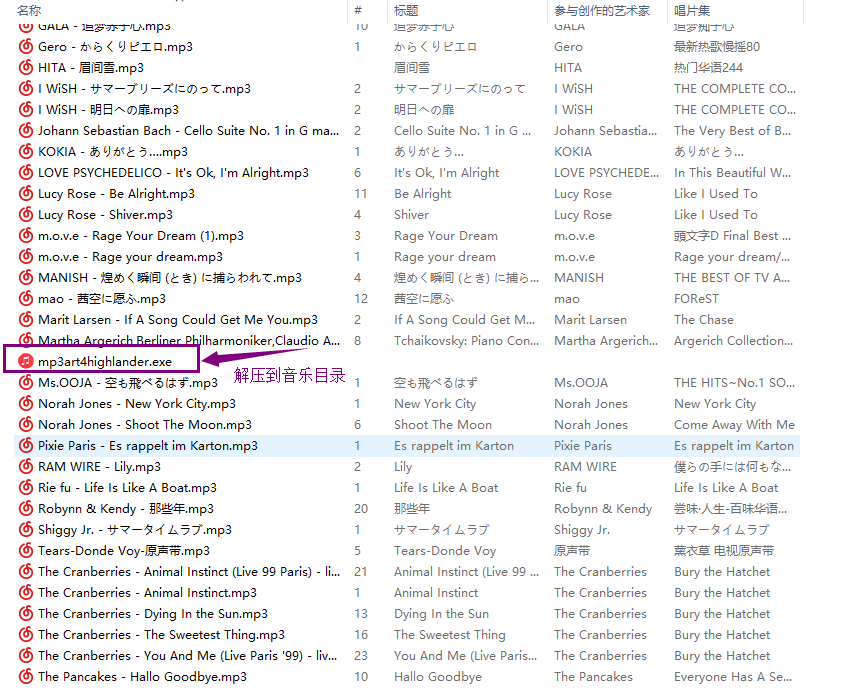 名称 # 标题 参与创作的艺术家 唱片集
GALA - 追梦赤子心.mp3 10 追梦赤子心 GALA 追梦痴子心
Gero - からくりピエロ.mp3 1 からくりピエロ Gero 最新热歌慢摇80
HITA - 眉间雪.mp3 眉间雪 HITA 热门华语244
I WiSH - サマーブリーズにのって.mp3 2 サマーブリーズにのって I WiSH THE COMPLETE CO...
I WiSH - 明日への扉.mp3 2 明日への扉 I WiSH THE COMPLETE CO...
Johann Sebastian Bach - Cello Suite No. 1 in G ma... 2 Cello Suite No. 1 in G ... Johann Sebastia... The Very Best of B...
KOKIA - ありがとう....mp3 1 ありがとう... KOKIA ありがとう...
LOVE PSYCHEDELICO - It's Ok, I'm Alright.mp3 6 It's Ok, I'm Alright LOVE PSYCHEDE... In This Beautiful W...
Lucy Rose - Be Alright.mp3 11 Be Alright Lucy Rose Like I Used To
Lucy Rose - Shiver.mp3 4 Shiver Lucy Rose Like I Used To
m.o.v.e - Rage Your Dream (1).mp3 3 Rage Your Dream m.o.v.e 頭文字D Final Best ...
m.o.v.e - Rage your dream.mp3 1 Rage your dream m.o.v.e Rage your dream/...
MANISH - 煌めく瞬间 (とき) に捕らわれて.mp3 4 煌めく瞬间 (とき) に捕ら... MANISH THE BEST OF TV A...
mao - 茜空に愿ふ.mp3 12 茜空に愿ふ mao FOReST
Marit Larsen - If A Song Could Get Me You.mp3 2 If A Song Could Get M... Marit Larsen The Chase
Martha Argerich Berliner Philharmoniker,Claudio A... 8 Tchaikovsky: Piano Con... Martha Argerich... Argerich Collection...
mp3art4highlander.exe
解压到音乐目录
Ms.OOJA - 空も飛べるはず.mp3 1 空も飛べるはず Ms.OOJA THE HITS~No.1 SO...
Norah Jones - New York City.mp3 1 New York City Norah Jones New York City
Norah Jones - Shoot The Moon.mp3 6 Shoot The Moon Norah Jones Come Away With Me
Pixie Paris - Es rappelt im Karton.mp3 1 Es rappelt im Karton Pixie Paris Es rappelt im Karton
RAM WIRE - Lily.mp3 2 Lily RAM WIRE 僕らの手には何もな...
Rie fu - Life Is Like A Boat.mp3 1 Life Is Like A Boat Rie fu Life Is Like A Boat
Robynn & Kendy - 那些年.mp3 20 那些年 Robynn & Kendy 尝味·人生-百味华语...
Shiggy Jr. - サマータイムラブ.mp3 1 サマータイムラブ Shiggy Jr. サマータイムラブ
Tears-Donde Voy-原声带.mp3 5 Tears-Donde Voy 原声带 薰衣草 电视原声带
The Cranberries - Animal Instinct (Live 99 Paris) - li... 21 Animal Instinct (Live 99 ... The Cranberries Bury the Hatchet
The Cranberries - Animal Instinct.mp3 1 Animal Instinct The Cranberries Bury the Hatchet
The Cranberries - Dying In the Sun.mp3 13 Dying In the Sun The Cranberries Bury the Hatchet
The Cranberries - The Sweetest Thing.mp3 16 The Sweetest Thing The Cranberries Bury the Hatchet
The Cranberries - You And Me (Live Paris '99) - liv... 23 You And Me (Live Paris... The Cranberries Bury the Hatchet
The Pancakes - Hallo Goodbye.mp3 10 Hallo Goodbye The Pancakes Everyone Has A Se...